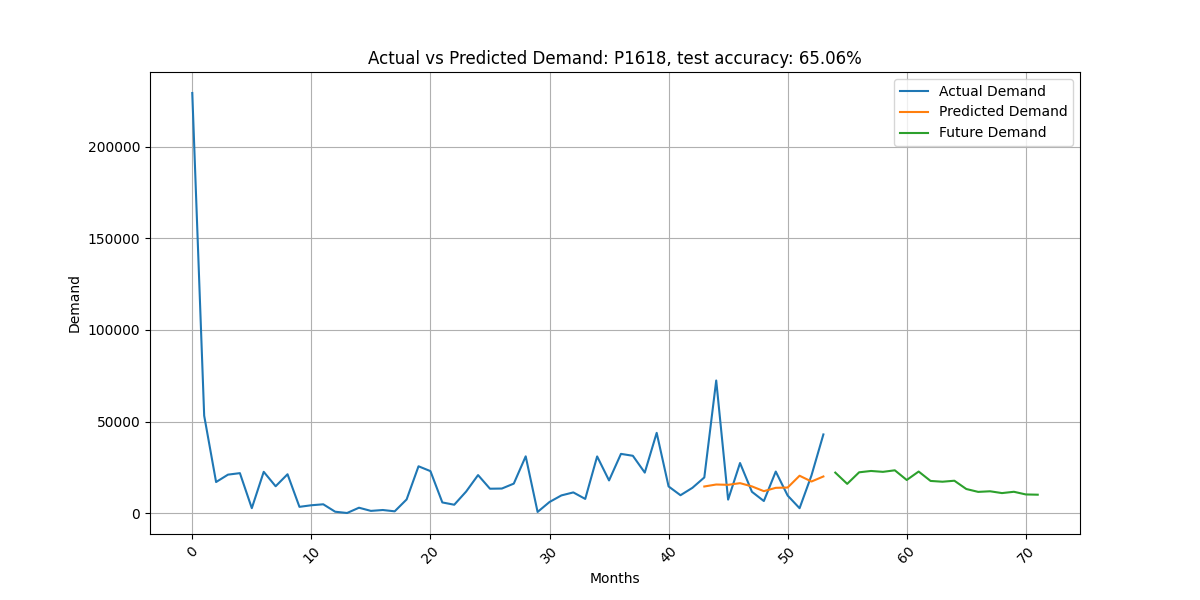 Actual vs Predicted Demand: P1618, test accuracy: 65.06%
Actual Demand
Predicted Demand
Future Demand
200000
150000
100000
50000
0
Demand
0 10 20 30 40 50 60 70
Months